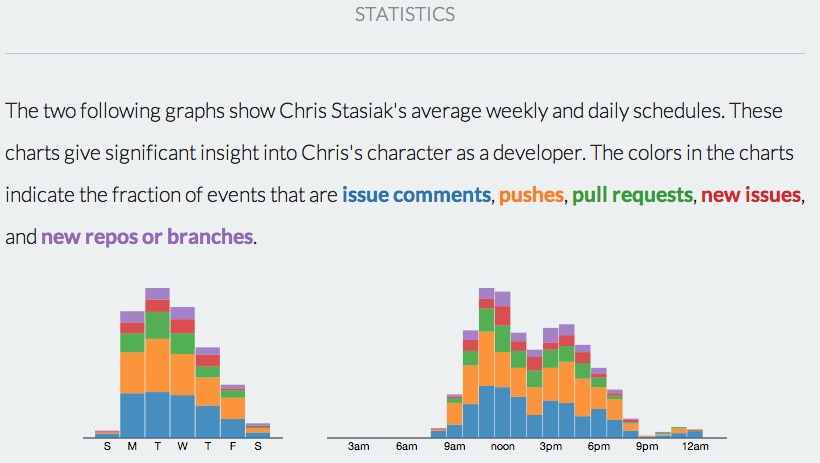 STATISTICS
The two following graphs show Chris Stasiak's average weekly and daily schedules. These
charts give significant insight into Chris's character as a developer. The colors in the charts
indicate the fraction of events that are issue comments, pushes, pull requests, new issues,
and new repos or branches.
S M T W T F S
3am 6am 9am noon 3pm 6pm 9pm 12am